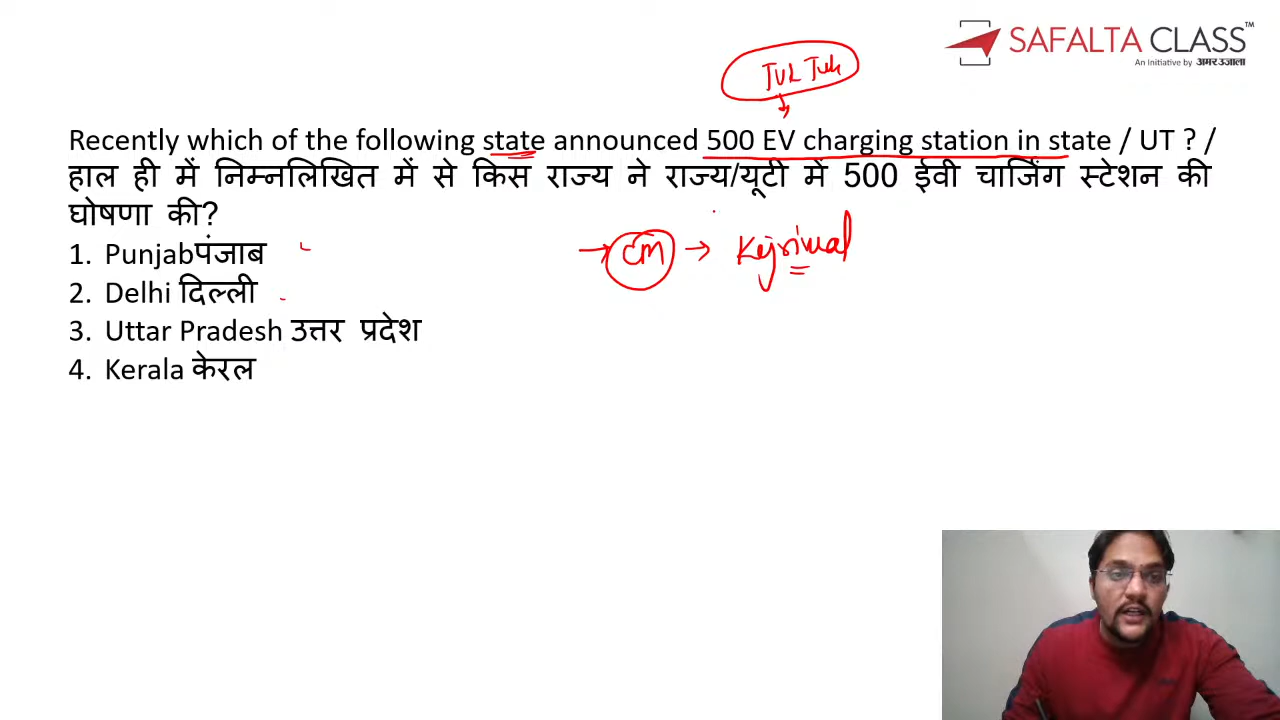 SAFALTA CLASS™
An Initiative by अमर उजाला
Tuk Tuk
Recently which of the following state announced 500 EV charging station in state / UT ? /
हाल ही में निम्नलिखित में से किस राज्य ने राज्य/यूटी में 500 ईवी चार्जिंग स्टेशन की
घोषणा की?
1. Punjabपंजाब
→ CM → Kejriwal
2. Delhi दिल्ली
3. Uttar Pradesh उत्तर प्रदेश
4. Kerala केरल